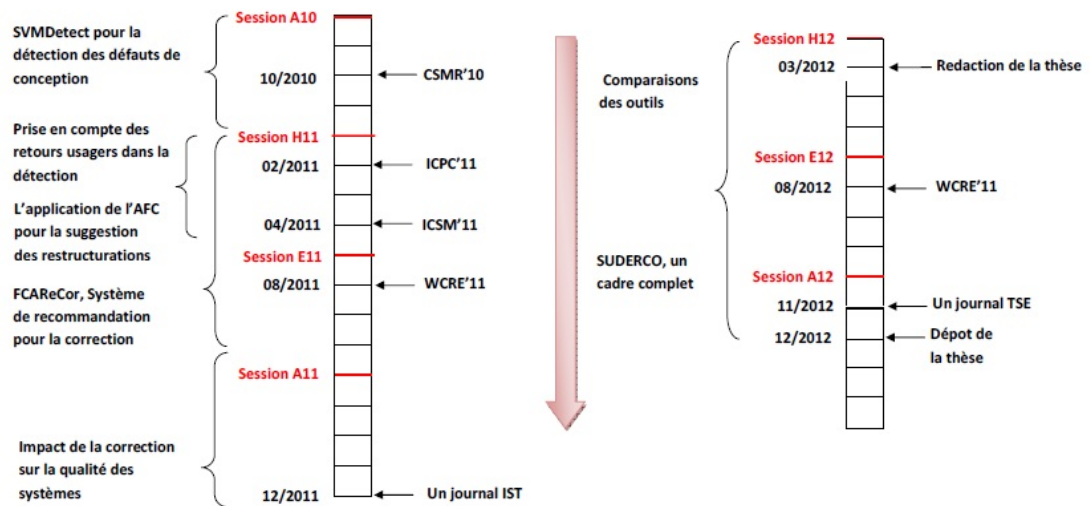 SVMDetect pour la
détection des défauts de
conception
Prise en compte des
retours usagers dans la
détection
L'application de l'AFC
pour la suggestion
des restructurations
FCAReCor, Système
de recommandation
pour la correction
Impact de la correction
sur la qualité des
systèmes
Session A10
10/2010
CSMR'10
Session H11
02/2011
ICPC'11
04/2011
ICSM'11
Session E11
08/2011
WCRE'11
Session A11
12/2011
Un journal IST
Comparaisons
des outils
SUDERCO, un
cadre complet
Session H12
03/2012
Redaction de la thèse
Session E12
08/2012
WCRE'11
Session A12
11/2012
Un journal TSE
12/2012
Dépot de
la thèse